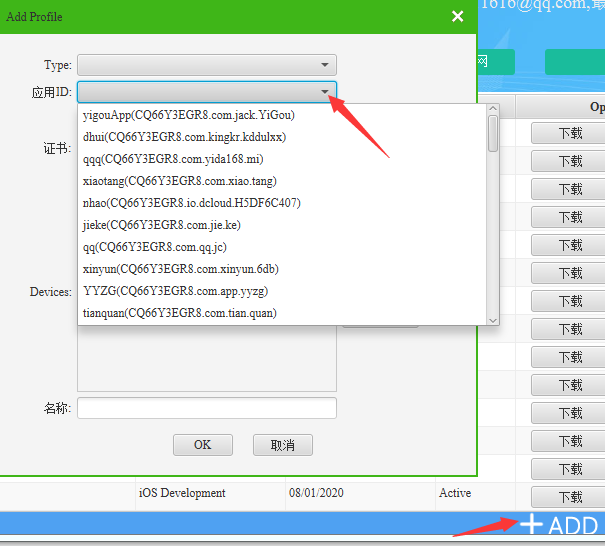 Add Profile
1616@qq.com,最
网
Type:
应用ID:
yigouApp(CQ66Y3EGR8.com.jack.YiGou)
dhui(CQ66Y3EGR8.com.kingkr.kddulxx)
证书:
qqq(CQ66Y3EGR8.com.yida168.mi)
xiaotang(CQ66Y3EGR8.com.xiao.tang)
nhao(CQ66Y3EGR8.io.dcloud.H5DF6C407)
jieke(CQ66Y3EGR8.com.jie.ke)
qq(CQ66Y3EGR8.com.qq.jc)
xinyun(CQ66Y3EGR8.com.xinyun.6db)
Devices:
YYZG(CQ66Y3EGR8.com.app.yyzg)
tianquan(CQ66Y3EGR8.com.tian.quan)
名称:
OK 取消
Op
下载
下载
下载
下载
下载
下载
下载
下载
下载
下载
下载
下载
下载
iOS Development 08/01/2020 Active 下载
ADD